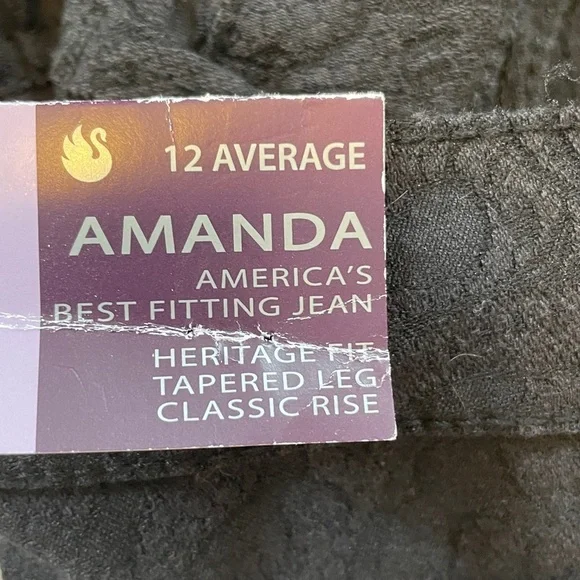 12 AVERAGE
AMANDA
AMERICA'S
BEST FITTING JEAN
HERITAGE FIT
TAPERED LEG
CLASSIC RISE